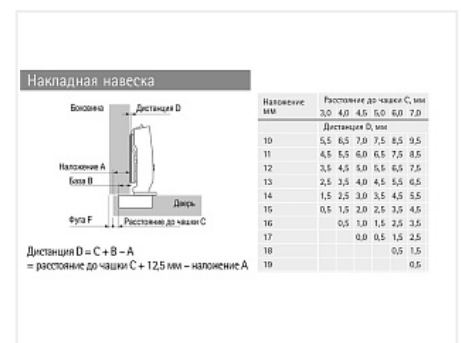 Накладная навеска
Боковина
Дистанция D
Наложение A
База B
Дверь
Фуга F
Расстояние до чашки C
Дистанция D = C + B – A
= расстояние до чашки C + 12,5 мм – наложение A
Наложение мм
Расстояние до чашки C, мм
3,0 4,0 4,5 5,0 6,0 7,0
Дистанция D, мм
10 5,5 6,5 7,0 7,5 8,5 9,5
11 4,5 5,5 6,0 6,5 7,5 8,5
12 3,5 4,5 5,0 5,5 6,5 7,5
13 2,5 3,5 4,0 4,5 5,5 6,5
14 1,5 2,5 3,0 3,5 4,5 5,5
15 0,5 1,5 2,0 2,5 3,5 4,5
16 0,5 1,0 1,5 2,5 3,5
17 0,0 0,5 1,5 2,5
18 0,5 1,5
19 0,5